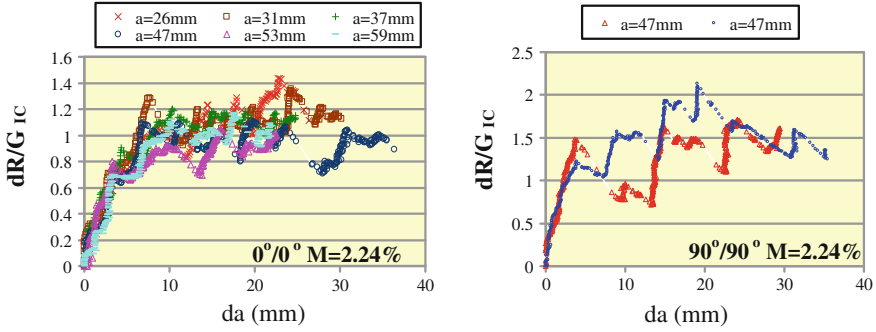 a=26mm a=31mm a=37mm
a=47mm a=53mm a=59mm
1.6
1.4
1.2
1
0.8
0.6
0.4
0.2
0
dR/G IC
0°/0° M=2.24%
0 10 20 30 40
da (mm)
a=47mm a=47mm
2.5
2
1.5
1
0.5
0
dR/G IC
90°/90° M=2.24%
0 10 20 30 40
da (mm)